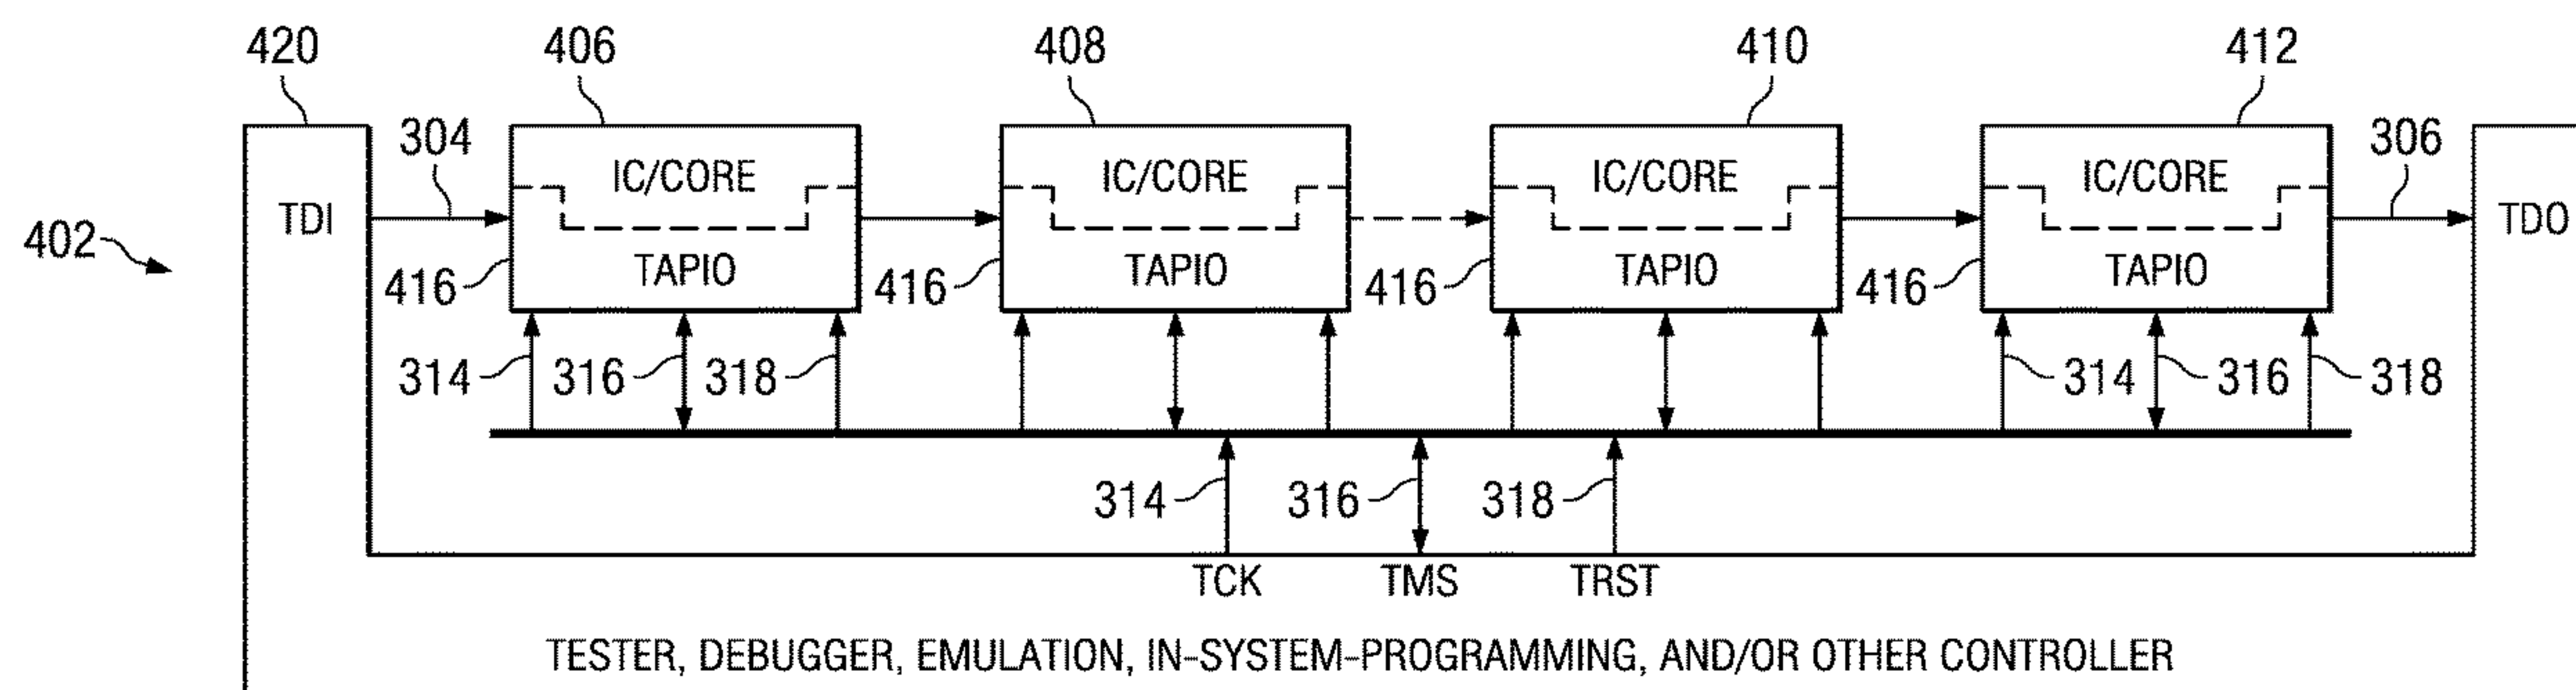 420 406 408 410 412
304 306
IC/CORE IC/CORE IC/CORE IC/CORE
TDI TDO
402
TAPIO TAPIO TAPIO TAPIO
416 416 416 416
314 316 318 314 316 318
314 316 318
TCK TMS TRST
TESTER, DEBUGGER, EMULATION, IN-SYSTEM-PROGRAMMING, AND/OR OTHER CONTROLLER